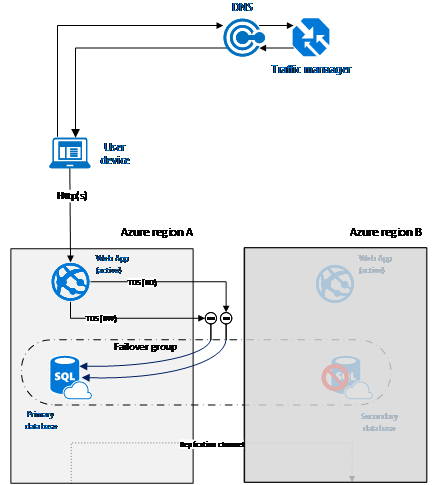 DNS
Traffic manager
User
device
Http(s)
Azure region A
Azure region B
Web App
(active)
Web App
(active)
TDS (RO)
TDS (RW)
Failover group
SQL
SQL
Primary
database
Secondary
database
Replication channel